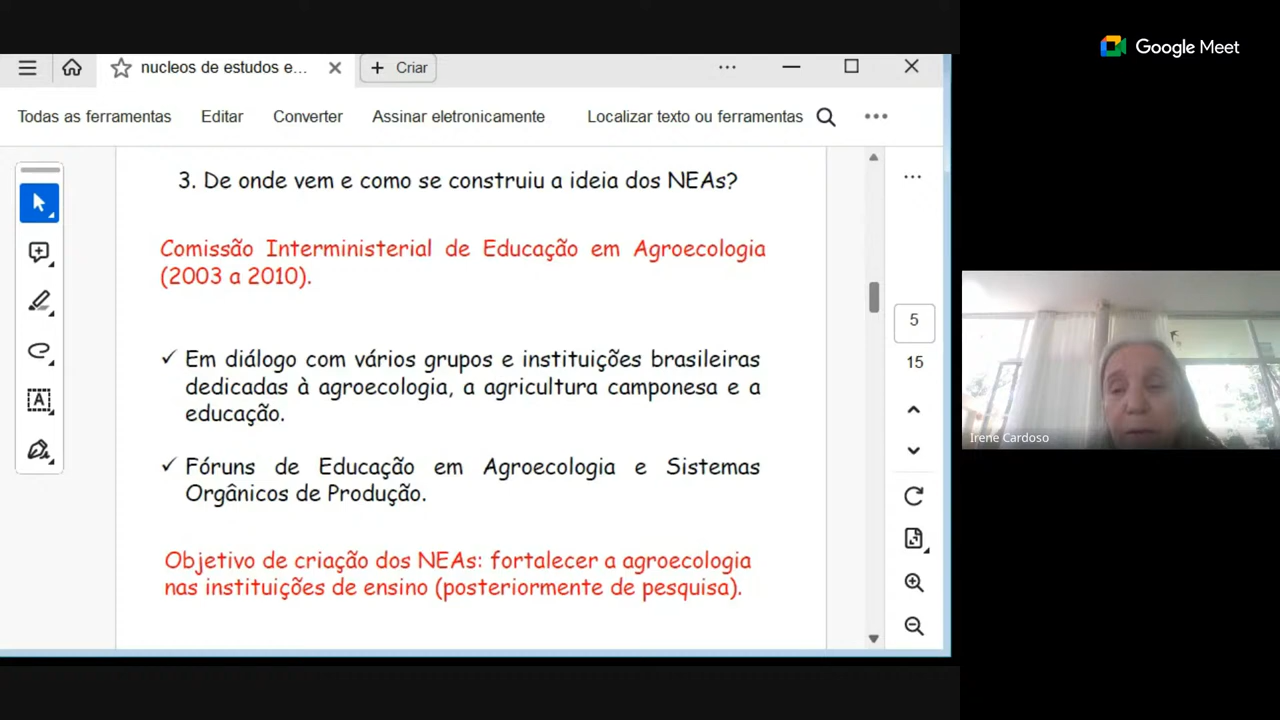 Google Meet
nucleos de estudos e...
Criar
Todas as ferramentas
Editar
Converter
Assinar eletronicamente
Localizar texto ou ferramentas
3. De onde vem e como se construiu a ideia dos NEAs?
Comissão Interministerial de Educação em Agroecologia
(2003 a 2010).
✓ Em diálogo com vários grupos e instituições brasileiras
dedicadas à agroecologia, a agricultura camponesa e a
educação.
✓ Fóruns de Educação em Agroecologia e Sistemas
Orgânicos de Produção.
Objetivo de criação dos NEAs: fortalecer a agroecologia
nas instituições de ensino (posteriormente de pesquisa).
5
15
Irene Cardoso